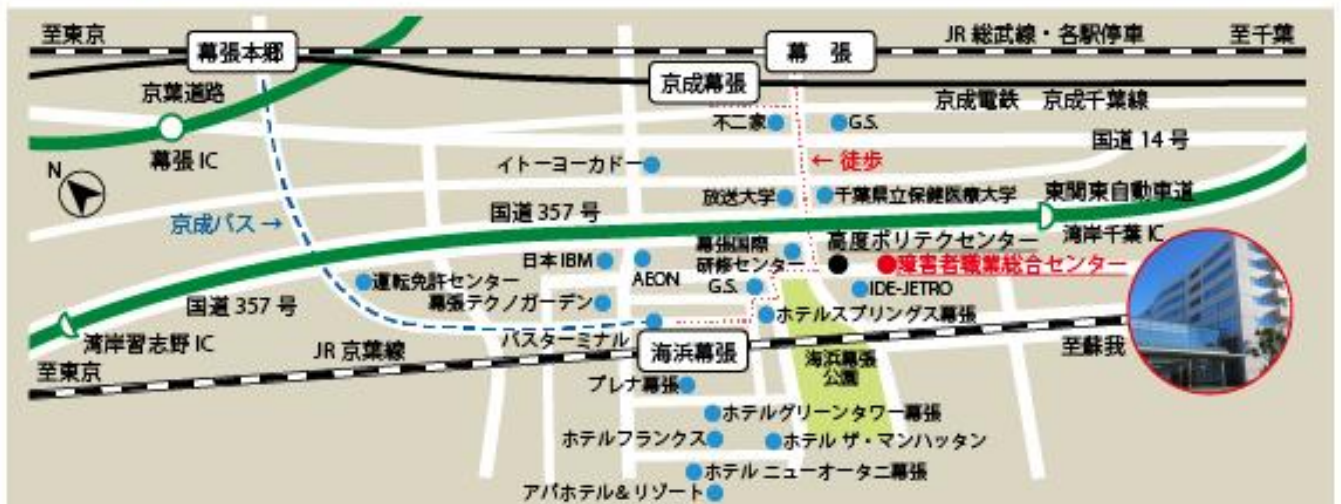 至東京
幕張本郷
幕　張
JR 総武線・各駅停車
至千葉
京成幕張
京葉道路
京成電鉄　京成千葉線
不二家
G.S.
国道 14 号
幕張 IC
イトーヨーカドー
← 徒歩
N
放送大学
千葉県立保健医療大学
東関東自動車道
国道 357 号
京成バス →
湾岸千葉 IC
幕張国際
研修センター
高度ポリテクセンター
日本 IBM
AEON
障害者職業総合センター
運転免許センター
G.S.
IDE-JETRO
幕張テクノガーデン
国道 357 号
ホテルスプリングス幕張
湾岸習志野 IC
バスターミナル
JR 京葉線
海浜幕張
至蘇我
海浜幕張
公園
至東京
プレナ幕張
ホテルグリーンタワー幕張
ホテルフランクス
ホテル ザ・マンハッタン
ホテル ニューオータニ幕張
アパホテル＆リゾート